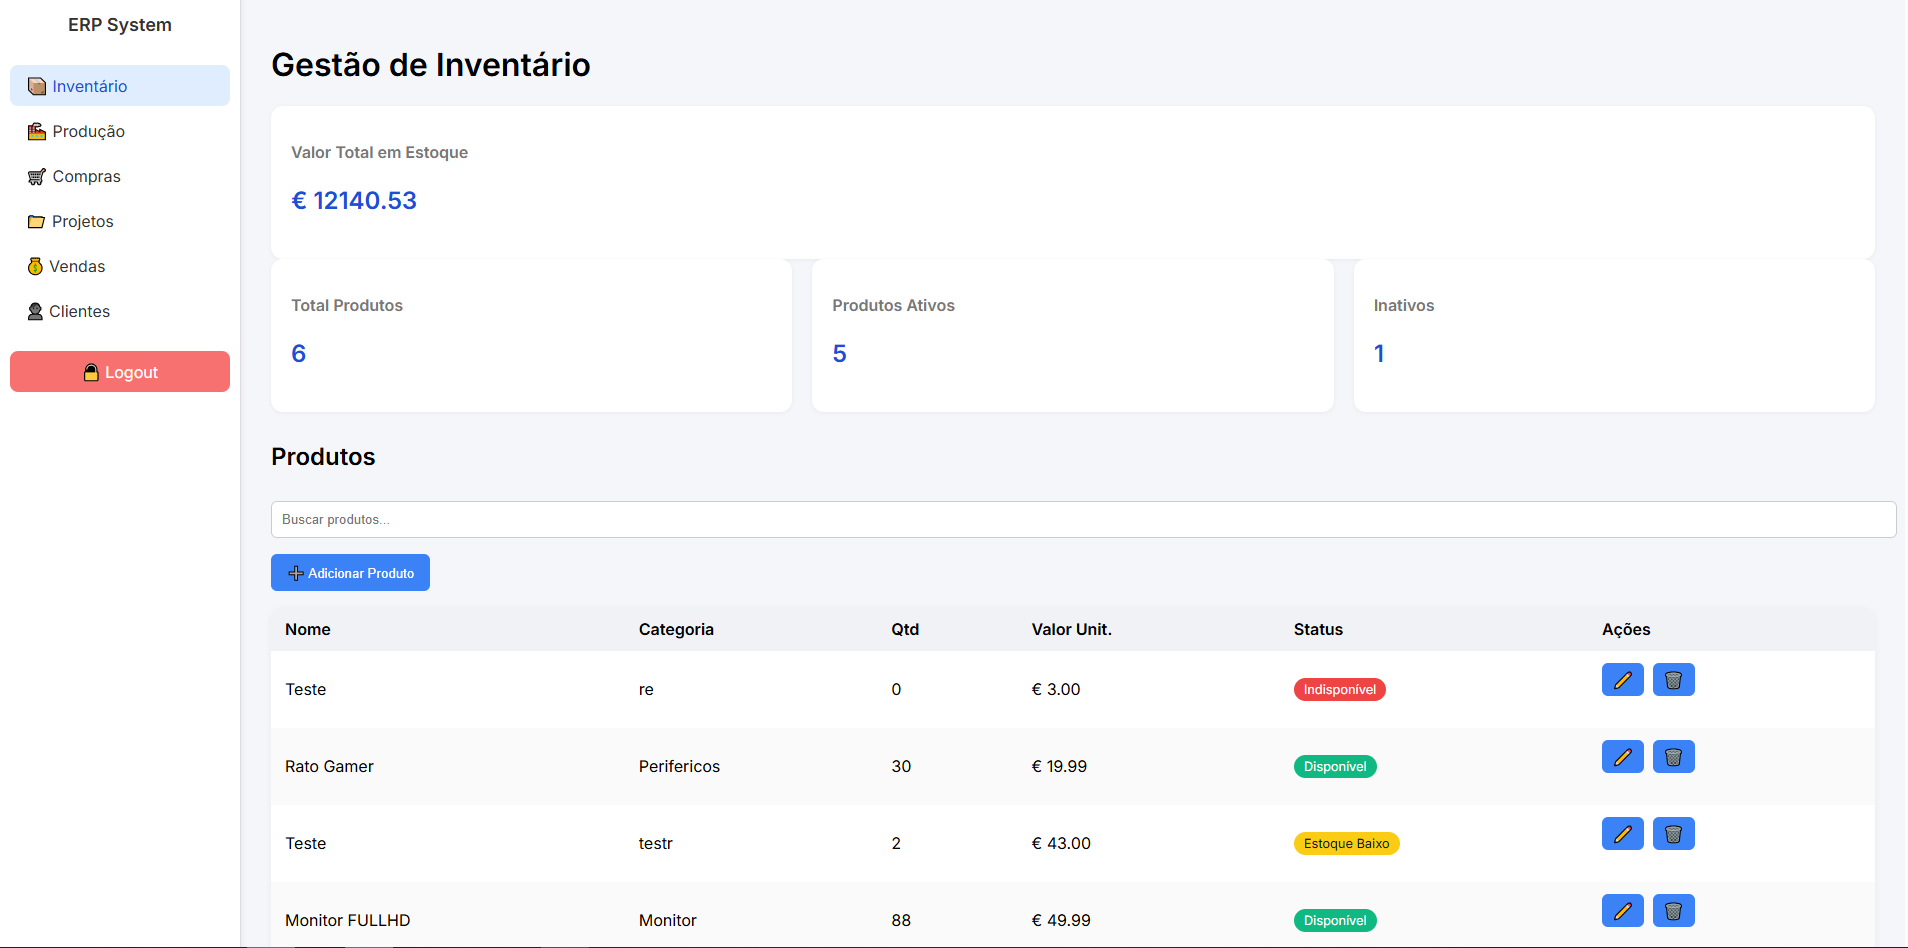 ERP System
Inventário
Produção
Compras
Projetos
Vendas
Clientes
Logout
Gestão de Inventário
Valor Total em Estoque
€ 12140.53
Total Produtos
6
Produtos Ativos
5
Inativos
1
Produtos
Buscar produtos...
Adicionar Produto
Nome Categoria Qtd Valor Unit. Status Ações
Teste re 0 € 3.00 Indisponível
Rato Gamer Perifericos 30 € 19.99 Disponível
Teste testr 2 € 43.00 Estoque Baixo
Monitor FULLHD Monitor 88 € 49.99 Disponível